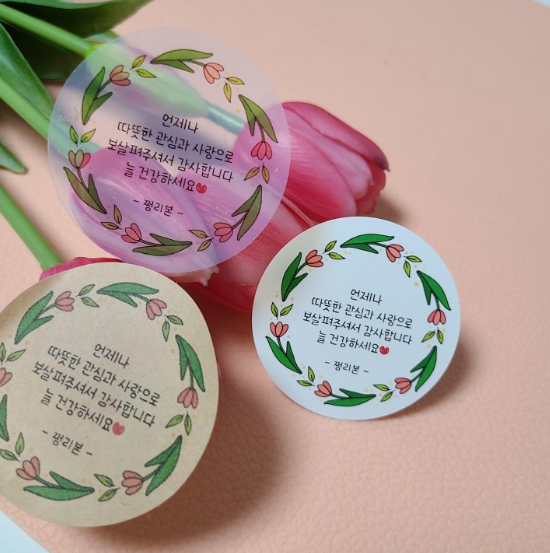 언제나
따뜻한 관심과 사랑으로
보살펴주셔서 감사합니다
늘 건강하세요
- 쩡리본 -
언제나
따뜻한 관심과 사랑으로
보살펴주셔서 감사합니다
늘 건강하세요
- 쩡리본 -
언제나
따뜻한 관심과 사랑으로
보살펴주셔서 감사합니다
늘 건강하세요
- 쩡리본 -